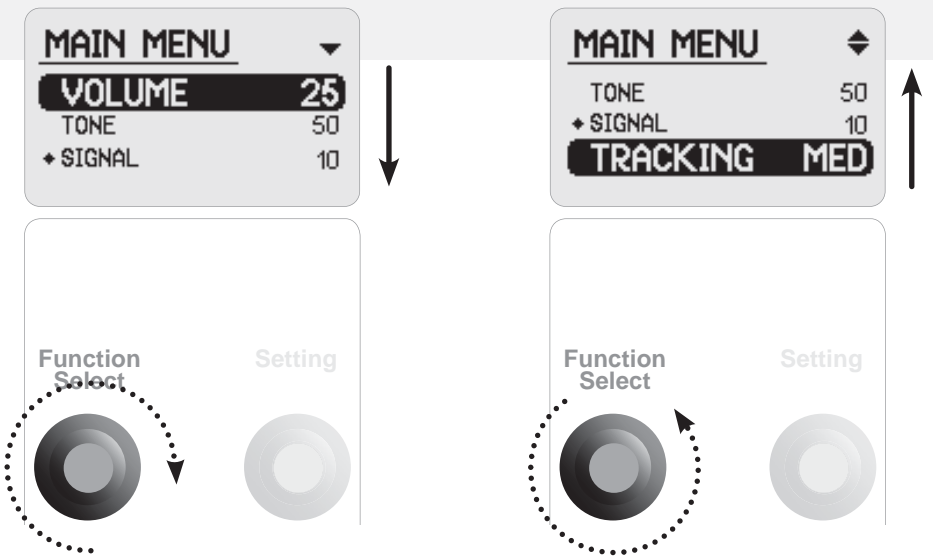 MAIN MENU
VOLUME 25
TONE 50
SIGNAL 10
Function
Select
Setting
MAIN MENU
TONE 50
SIGNAL 10
TRACKING MED
Function
Select
Setting